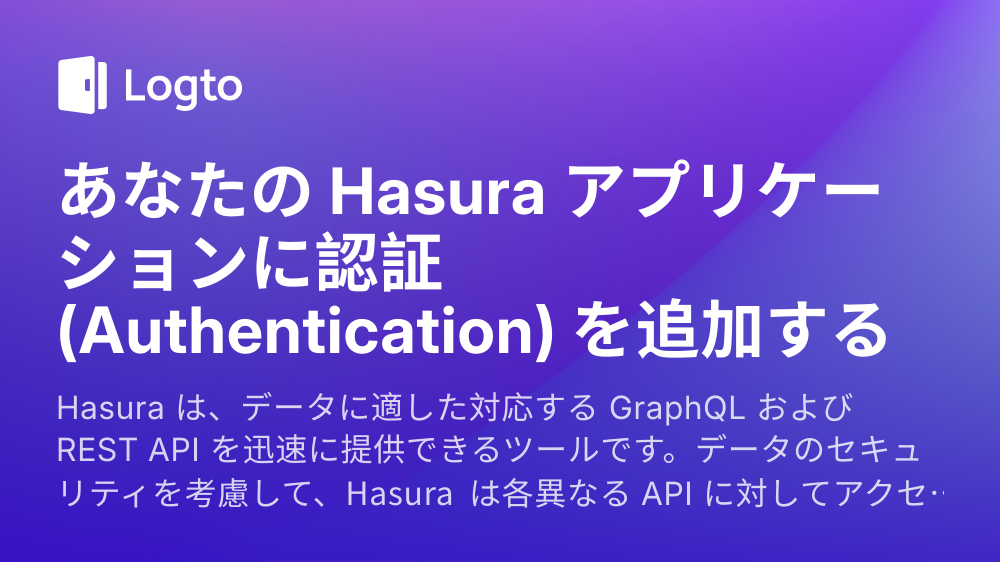 Logto
あなたの Hasura アプリケー
ションに認証
(Authentication) を追加する
Hasura は、データに適した対応する GraphQL および
REST API を迅速に提供できるツールです。データのセキュ
リティを考慮して、Hasura は各異なる API に対してアクセ…